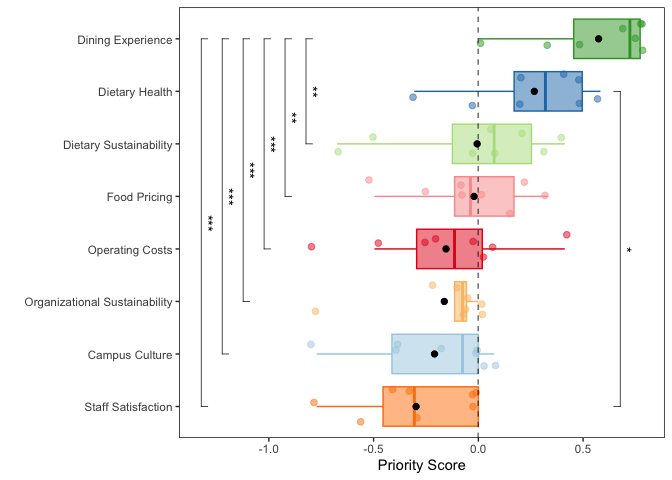 Dining Experience
Dietary Health
Dietary Sustainability
Food Pricing
Operating Costs
Organizational Sustainability
Campus Culture
Staff Satisfaction
***
***
***
***
**
**
*
-1.0
-0.5
0.0
0.5
Priority Score